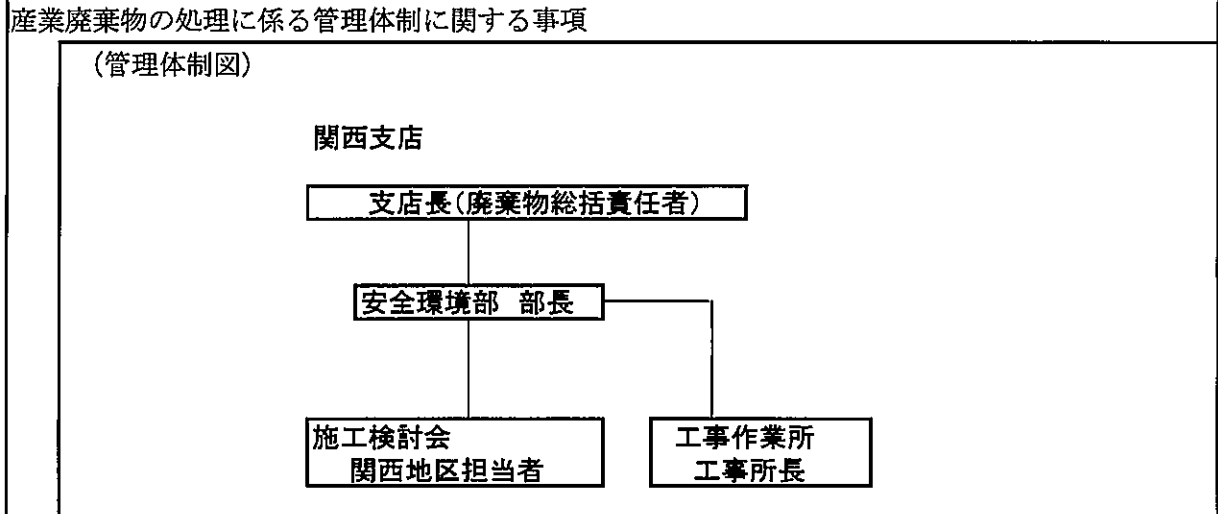 産業廃棄物の処理に係る管理体制に関する事項
(管理体制図)
関西支店
支店長(廃棄物総括責任者)
安全環境部 部長
施工検討会
関西地区担当者
工事作業所
工事所長